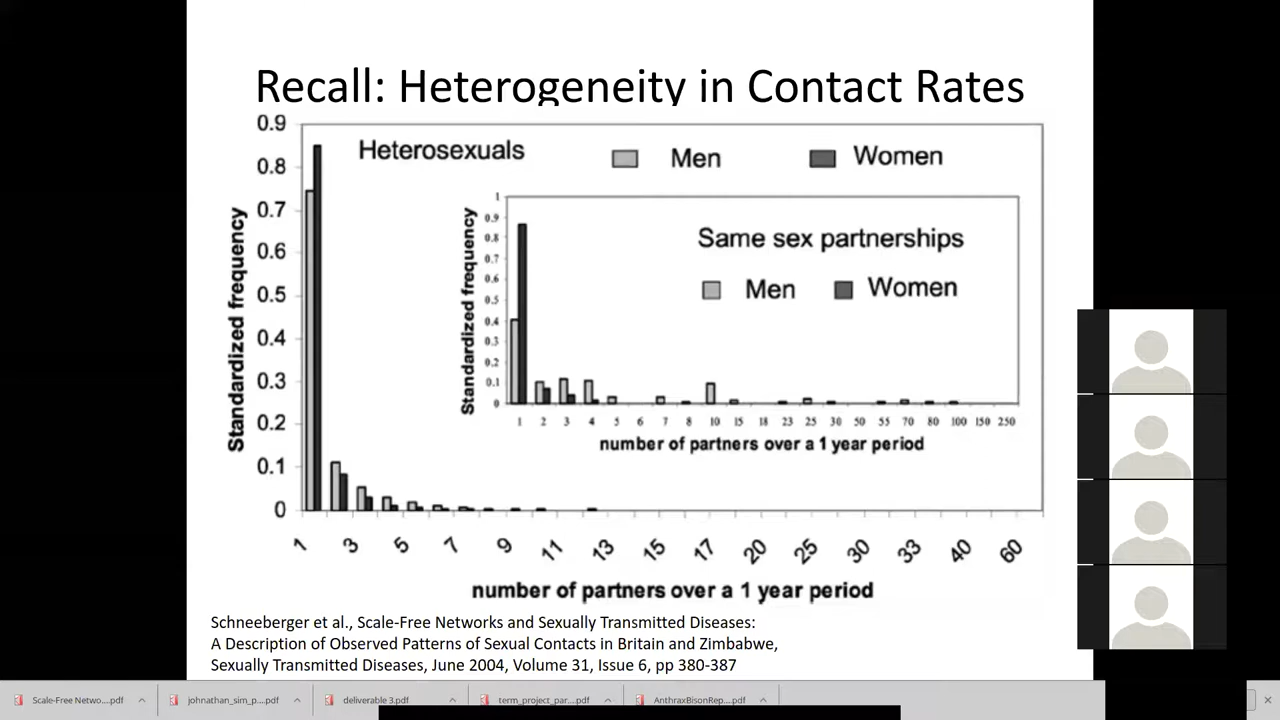 Recall: Heterogeneity in Contact Rates
Heterosexuals
Men
Women
Standardized frequency
0.9
0.8
0.7
0.6
0.5
0.4
0.3
0.2
0.1
0
1 3 5 7 9 11 13 15 17 20 25 30 33 40 60
number of partners over a 1 year period
Same sex partnerships
Men
Women
Standardized frequency
1
0.9
0.8
0.7
0.6
0.5
0.4
0.3
0.2
0.1
0
1 2 3 4 5 6 7 8 10 15 18 23 25 30 50 55 70 80 100 150 250
number of partners over a 1 year period
Schneeberger et al., Scale-Free Networks and Sexually Transmitted Diseases:
A Description of Observed Patterns of Sexual Contacts in Britain and Zimbabwe,
Sexually Transmitted Diseases, June 2004, Volume 31, Issue 6, pp 380-387
Scale-Free Netwo....pdf
johnathan_sim_p....pdf
deliverable 3.pdf
term_project_par....pdf
AnthraxBisonRep....pdf